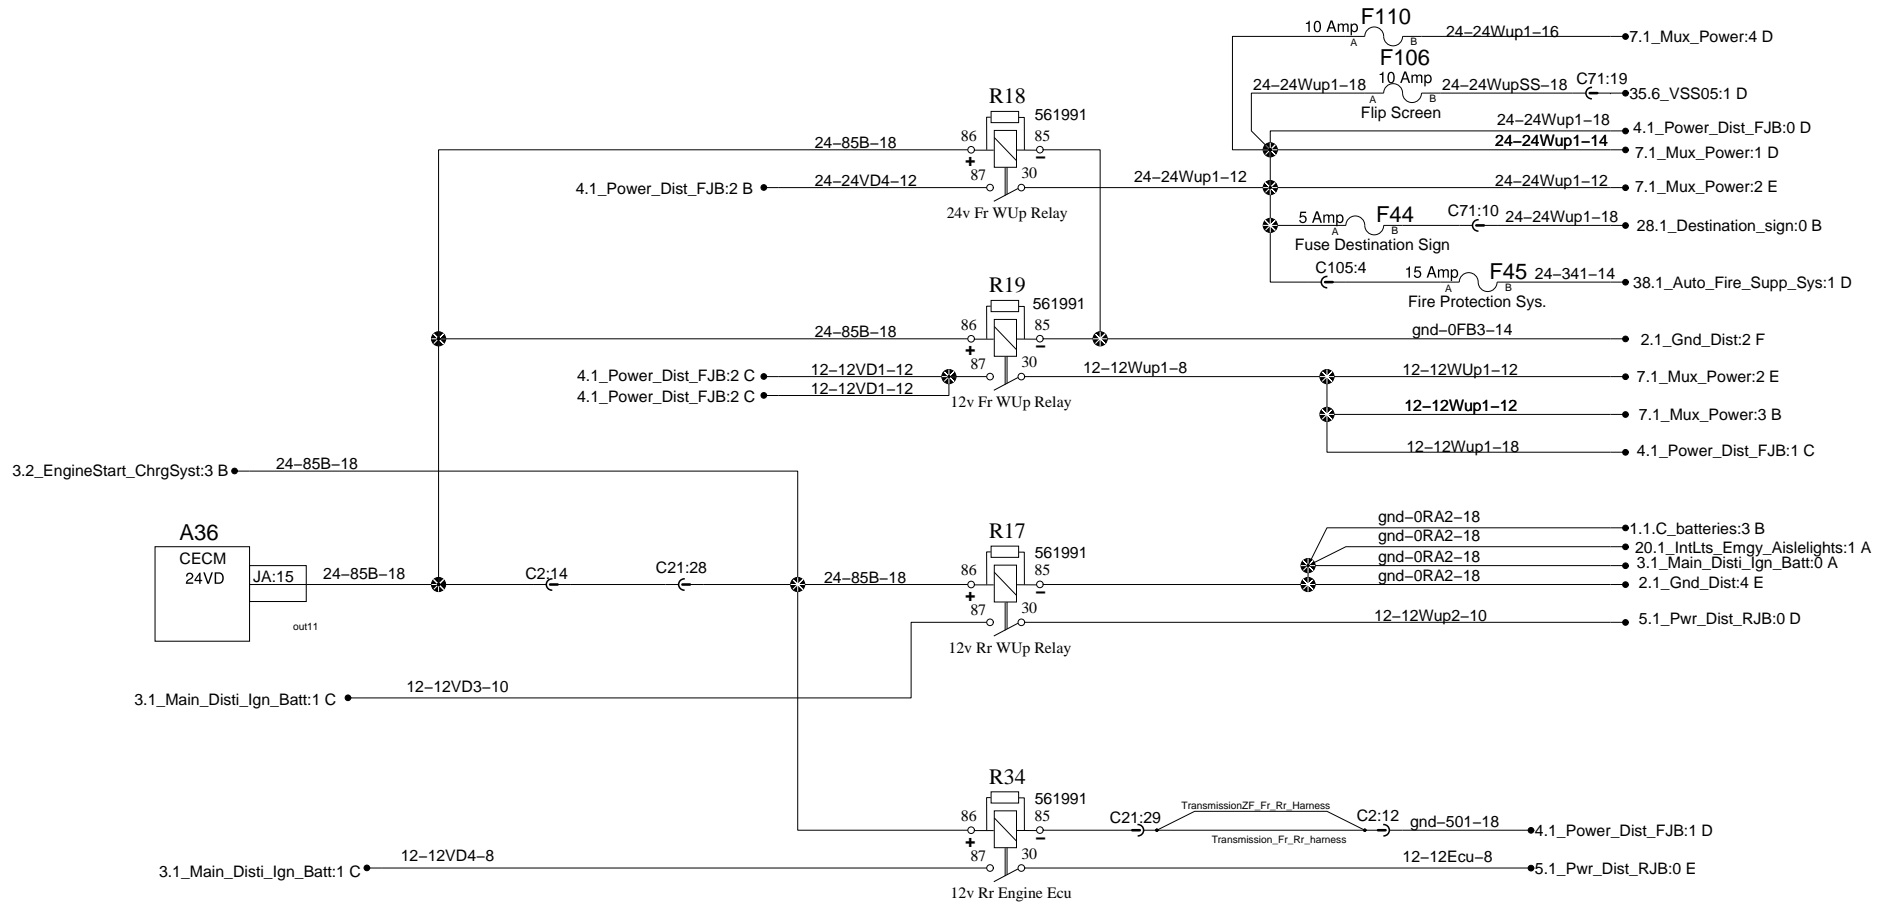 10 Amp F110 24-24Wup1-16 7.1_Mux_Power:4 D
A B
F106
24-24Wup1-18 10 Amp 24-24WupSS-18 C71:19 35.6_VSS05:1 D
A B
Flip Screen
R18
561991
24-24Wup1-18 4.1_Power_Dist_FJB:0 D
24-85B-18 86 85 24-24Wup1-14 7.1_Mux_Power:1 D
+ −
87 30
4.1_Power_Dist_FJB:2 B 24-24VD4-12 24-24Wup1-12 24-24Wup1-12 7.1_Mux_Power:2 E
24v Fr WUp Relay
5 Amp F44 C71:10 24-24Wup1-18 28.1_Destination_sign:0 B
A B
Fuse Destination Sign
C105:4 15 Amp F45 24-341-14 38.1_Auto_Fire_Supp_Sys:1 D
A B
Fire Protection Sys.
R19
561991
24-85B-18 86 85 gnd-0FB3-14 2.1_Gnd_Dist:2 F
+ −
87 30
4.1_Power_Dist_FJB:2 C 12-12VD1-12 12-12Wup1-8 12-12WUp1-12 7.1_Mux_Power:2 E
4.1_Power_Dist_FJB:2 C 12-12VD1-12
12v Fr WUp Relay
12-12Wup1-12 7.1_Mux_Power:3 B
12-12Wup1-18 4.1_Power_Dist_FJB:1 C
3.2_EngineStart_ChrgSyst:3 B 24-85B-18
A36
CECM
24VD
JA:15 24-85B-18 C2:14 C21:28 24-85B-18
out11
R17
561991
86 85
+ −
87 30
12v Rr WUp Relay
gnd-0RA2-18 1.1.C_batteries:3 B
gnd-0RA2-18 20.1_IntLts_Emgy_Aislelights:1 A
gnd-0RA2-18 3.1_Main_Disti_Ign_Batt:0 A
gnd-0RA2-18 2.1_Gnd_Dist:4 E
12-12Wup2-10 5.1_Pwr_Dist_RJB:0 D
3.1_Main_Disti_Ign_Batt:1 C 12-12VD3-10
R34
561991
86 85 C21:29 TransmissionZF_Fr_Rr_Harness C2:12 gnd-501-18 4.1_Power_Dist_FJB:1 D
Transmission_Fr_Rr_harness
+ −
87 30
3.1_Main_Disti_Ign_Batt:1 C 12-12VD4-8 12-12Ecu-8 5.1_Pwr_Dist_RJB:0 E
12v Rr Engine Ecu